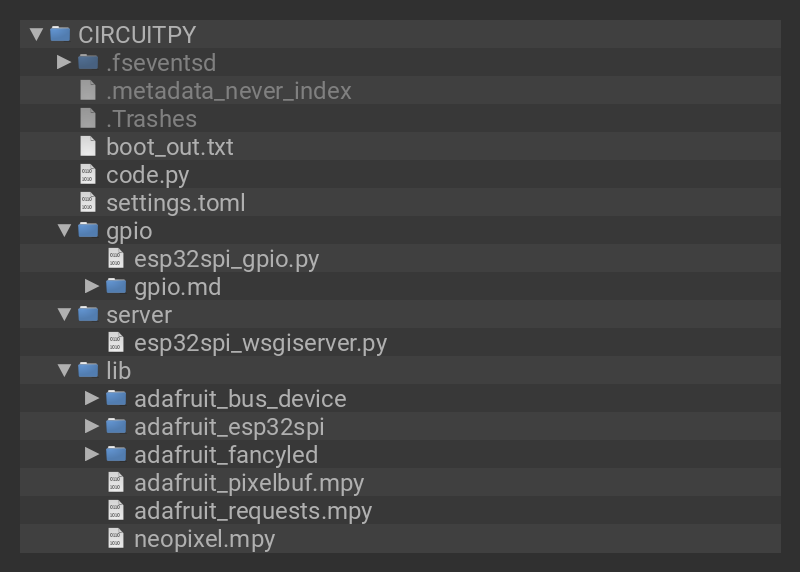 CIRCUITPY
.fseventsd
.metadata_never_index
.Trashes
boot_out.txt
code.py
settings.toml
gpio
esp32spi_gpio.py
gpio.md
server
esp32spi_wsgiserver.py
lib
adafruit_bus_device
adafruit_esp32spi
adafruit_fancyled
adafruit_pixelbuf.mpy
adafruit_requests.mpy
neopixel.mpy